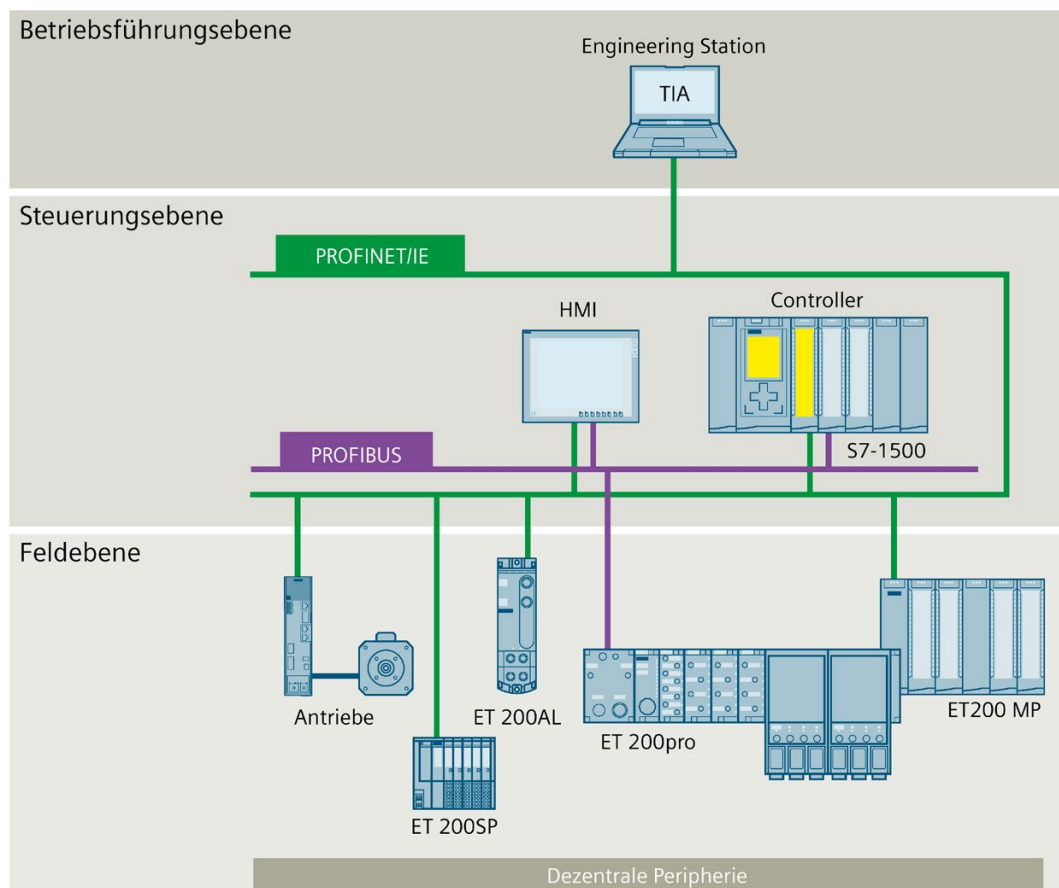 Betriebsführungsebene
Engineering Station
TIA
Steuerungsebene
PROFINET/IE
HMI
Controller
PROFIBUS
S7-1500
Feldebene
Antriebe
ET 200AL
ET 200pro
ET200 MP
ET 200SP
Dezentrale Peripherie